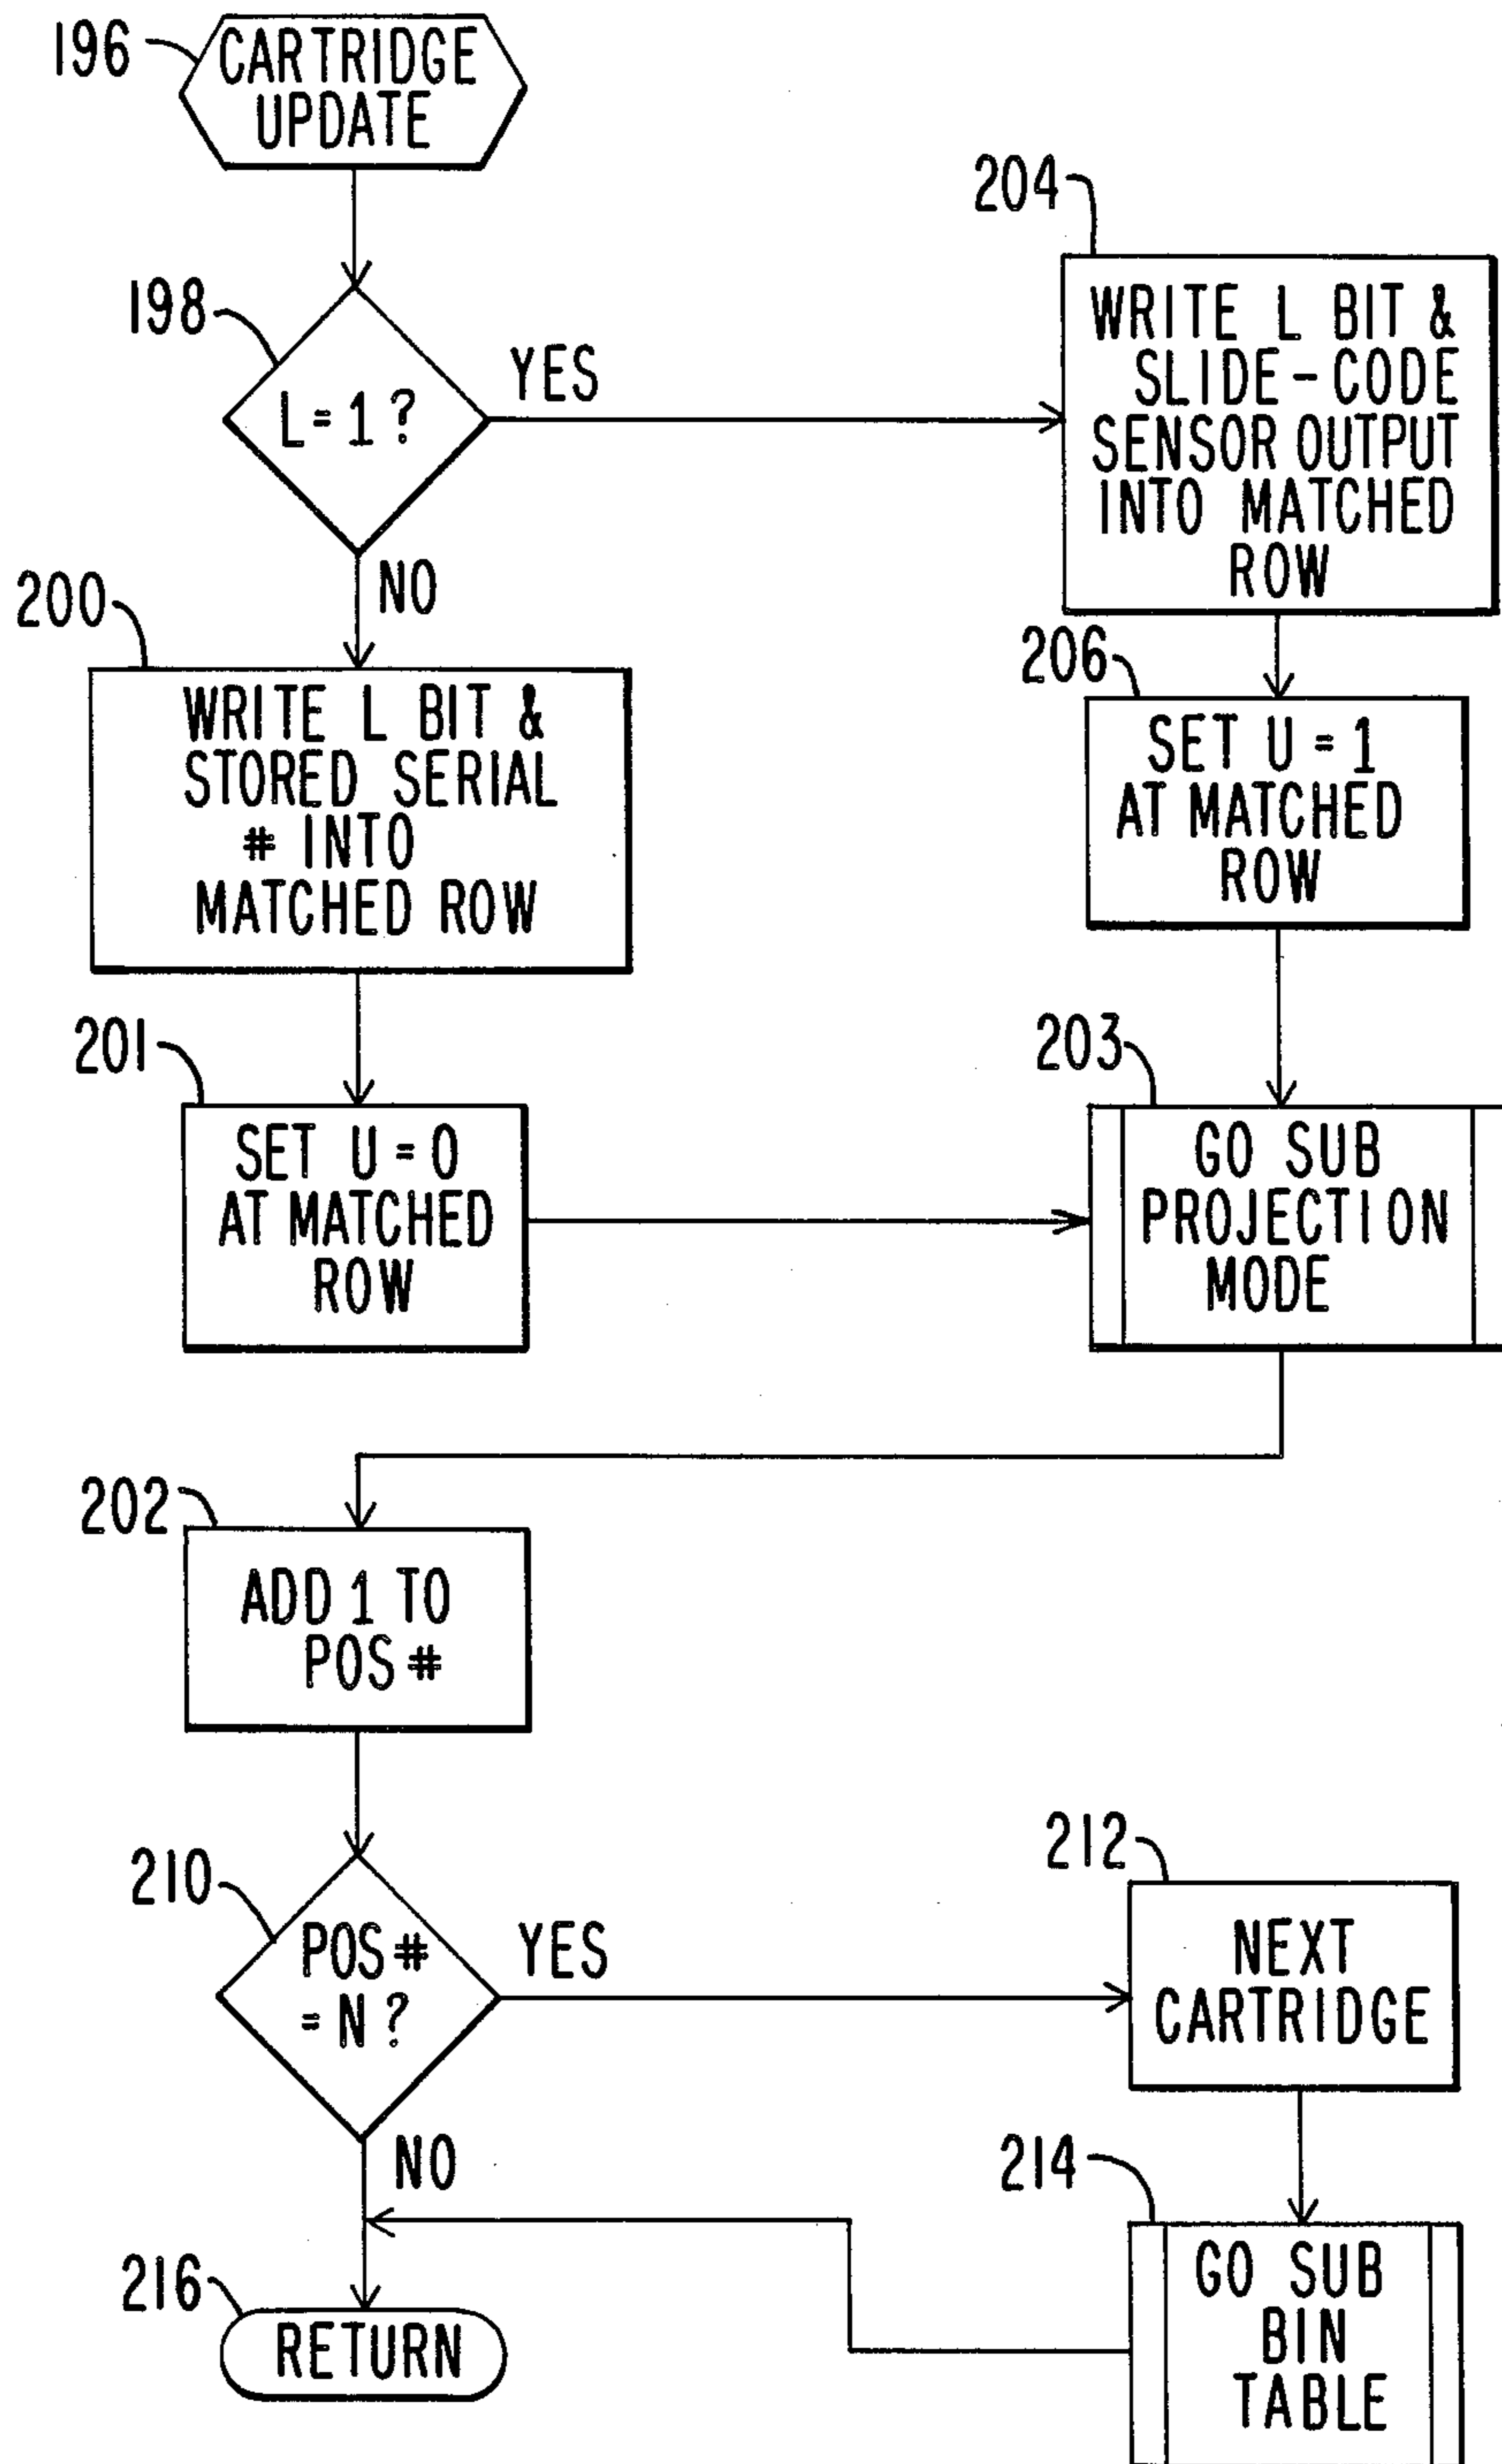 196
CARTRIDGE
UPDATE
198
L=1?
YES
NO
204
WRITE L BIT &
SLIDE-CODE
SENSOR OUTPUT
INTO MATCHED
ROW
200
WRITE L BIT &
STORED SERIAL
# INTO
MATCHED ROW
206
SET U=1
AT MATCHED
ROW
201
SET U=0
AT MATCHED
ROW
203
GO SUB
PROJECTION
MODE
202
ADD 1 TO
POS#
210
POS#
=N?
YES
NO
212
NEXT
CARTRIDGE
214
GO SUB
BIN
TABLE
216
RETURN